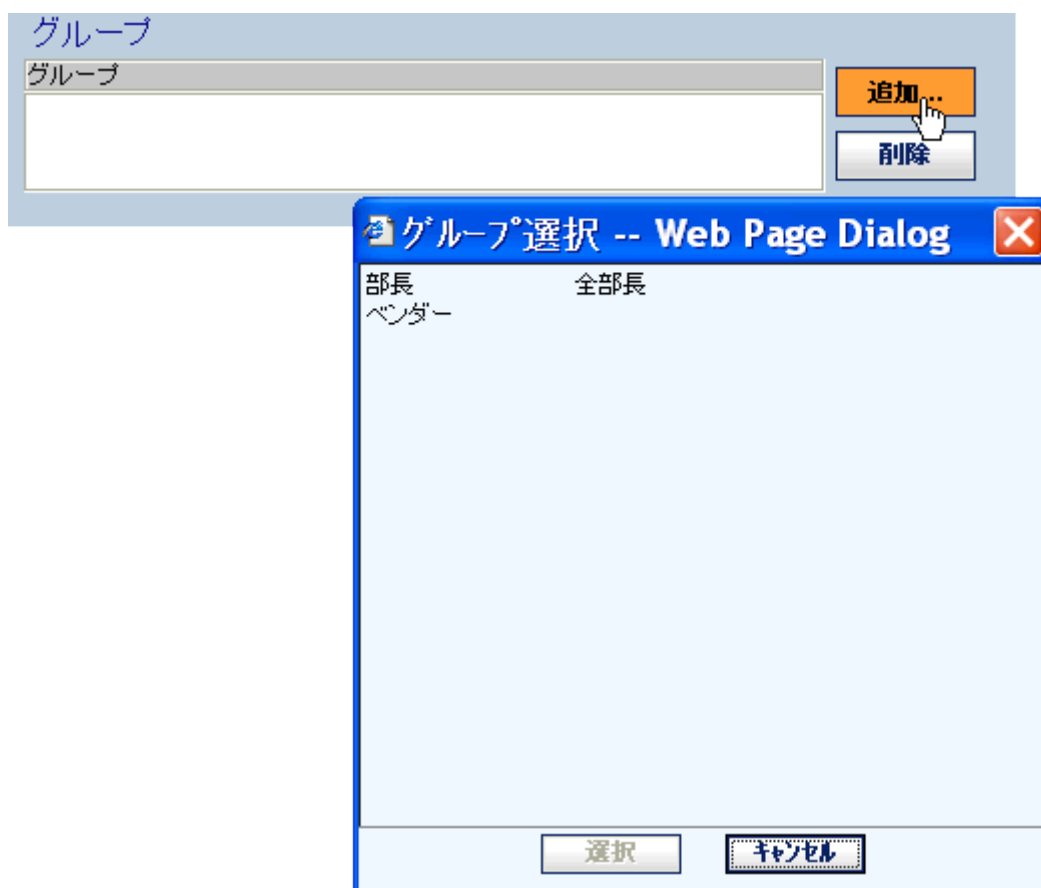 グループ
グループ
追加...
削除
グループ選択 -- Web Page Dialog
部長 全部長
ベンダー
選択 キャンセル